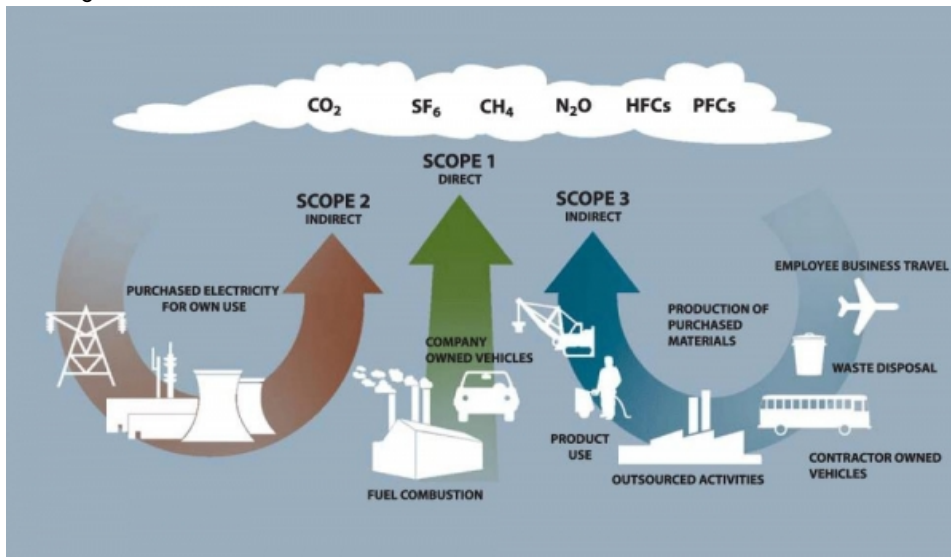 CO₂ SF₆ CH₄ N₂O HFCs PFCs
SCOPE 1
DIRECT
SCOPE 2
INDIRECT
SCOPE 3
INDIRECT
PURCHASED ELECTRICITY
FOR OWN USE
COMPANY
OWNED VEHICLES
FUEL COMBUSTION
PRODUCT
USE
PRODUCTION OF
PURCHASED
MATERIALS
OUTSOURCED ACTIVITIES
EMPLOYEE BUSINESS TRAVEL
WASTE DISPOSAL
CONTRACTOR OWNED
VEHICLES